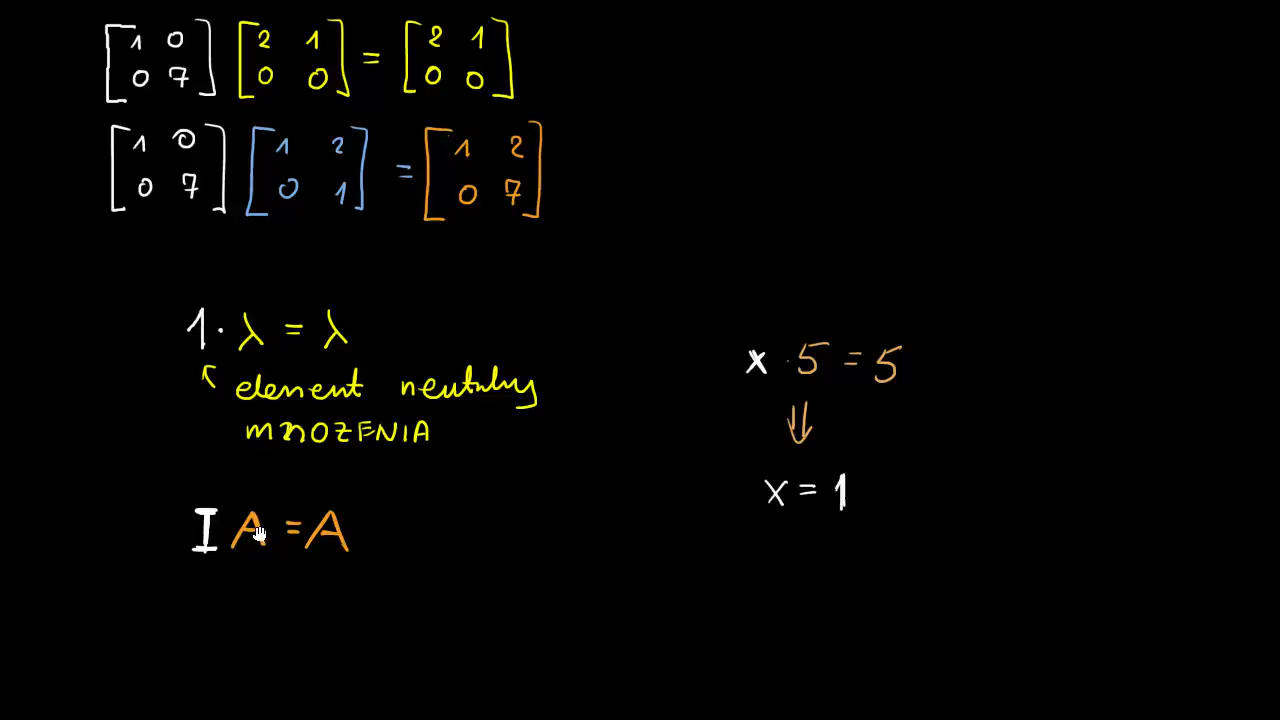 [1 0 [2 1 = [2 1
0 7] 0 0] 0 0]
[1 0 [1 2 = [1 2
0 7] 0 1] 0 7]
1 · λ = λ
element neutralny
MNOZENIA
x · 5 = 5
⇓
x = 1
I A = A